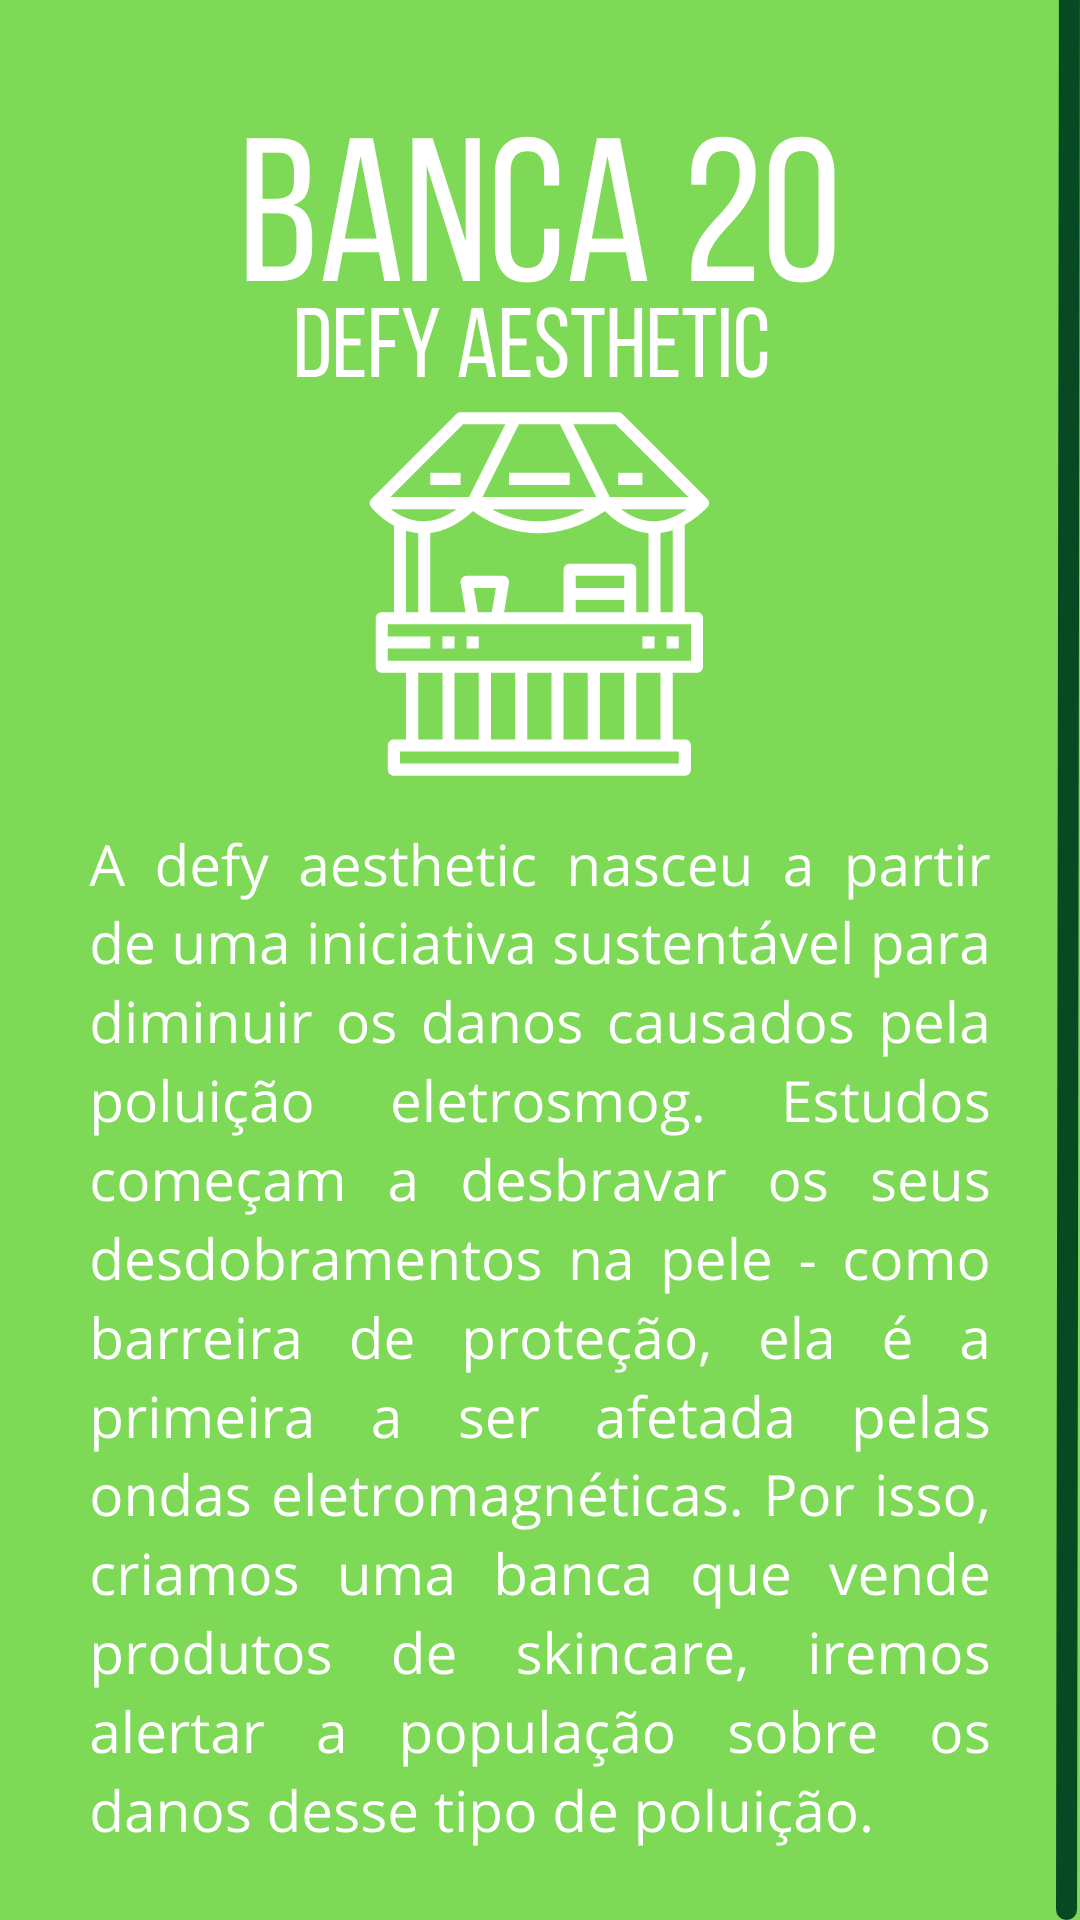 BANCA 20
DEFY AESTHETIC
A defy aesthetic nasceu a partir
de uma iniciativa sustentável para
diminuir os danos causados pela
poluição eletrosmog. Estudos
começam a desbravar os seus
desdobramentos na pele - como
barreira de proteção, ela é a
primeira a ser afetada pelas
ondas eletromagnéticas. Por isso,
criamos uma banca que vende
produtos de skincare, iremos
alertar a população sobre os
danos desse tipo de poluição.